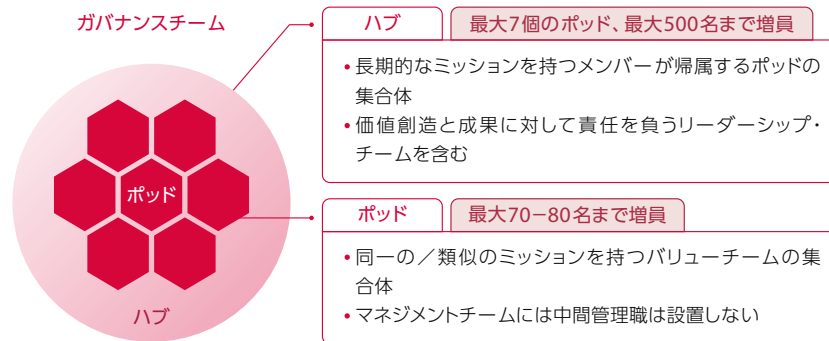 ガバナンスチーム
ポッド
ハブ
ハブ
最大7個のポッド、最大500名まで増員
• 長期的なミッションを持つメンバーが帰属するポッドの
集合体
• 価値創造と成果に対して責任を負うリーダーシップ・
チームを含む
ポッド
最大70−80名まで増員
• 同一の／類似のミッションを持つバリューチームの集
合体
• マネジメントチームには中間管理職は設置しない